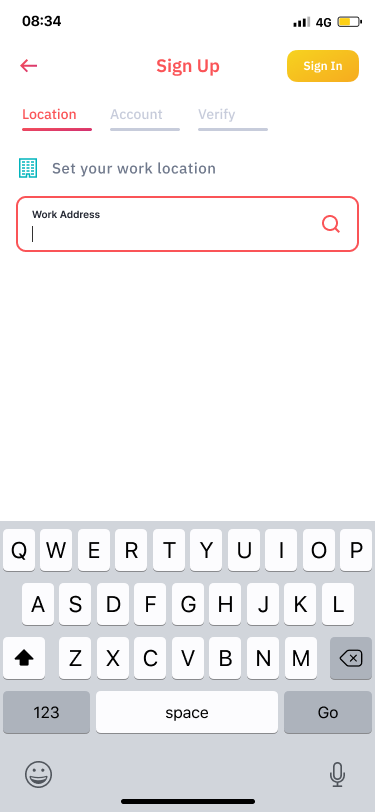 08:34
4G
Sign Up
Sign In
Location Account Verify
Set your work location
Work Address
Q W E R T Y U I O P
A S D F G H J K L
Z X C V B N M
123 space Go